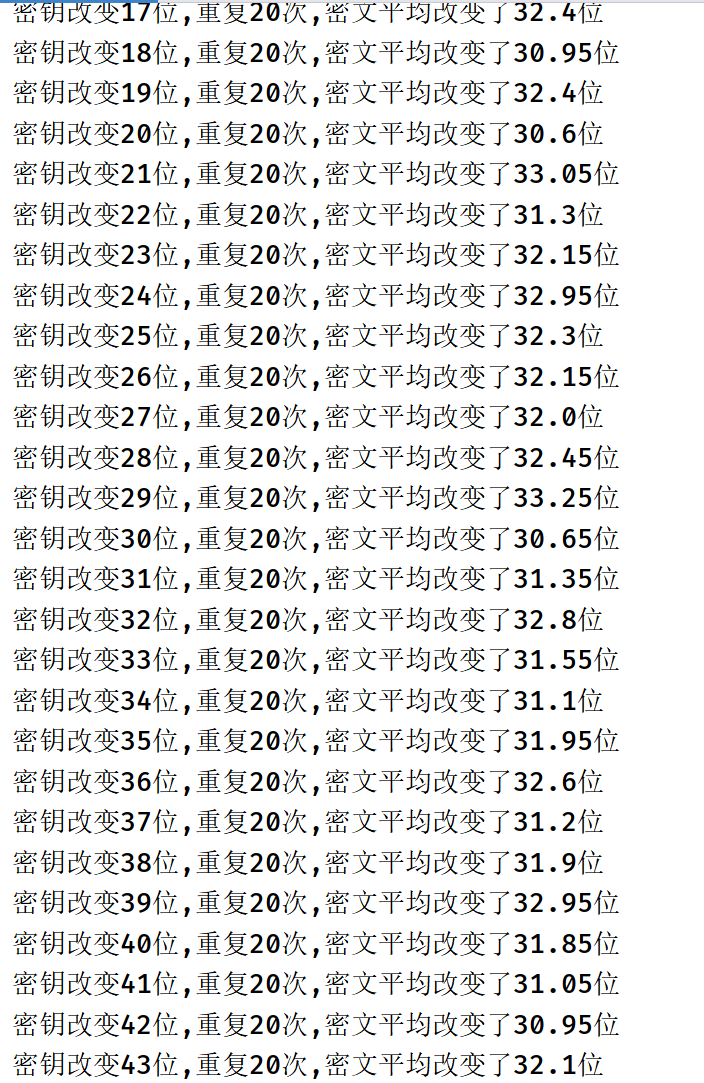 密钥改变17位,重复20次,密文平均改变了32.4位
密钥改变18位,重复20次,密文平均改变了30.95位
密钥改变19位,重复20次,密文平均改变了32.4位
密钥改变20位,重复20次,密文平均改变了30.6位
密钥改变21位,重复20次,密文平均改变了33.05位
密钥改变22位,重复20次,密文平均改变了31.3位
密钥改变23位,重复20次,密文平均改变了32.15位
密钥改变24位,重复20次,密文平均改变了32.95位
密钥改变25位,重复20次,密文平均改变了32.3位
密钥改变26位,重复20次,密文平均改变了32.15位
密钥改变27位,重复20次,密文平均改变了32.0位
密钥改变28位,重复20次,密文平均改变了32.45位
密钥改变29位,重复20次,密文平均改变了33.25位
密钥改变30位,重复20次,密文平均改变了30.65位
密钥改变31位,重复20次,密文平均改变了31.35位
密钥改变32位,重复20次,密文平均改变了32.8位
密钥改变33位,重复20次,密文平均改变了31.55位
密钥改变34位,重复20次,密文平均改变了31.1位
密钥改变35位,重复20次,密文平均改变了31.95位
密钥改变36位,重复20次,密文平均改变了32.6位
密钥改变37位,重复20次,密文平均改变了31.2位
密钥改变38位,重复20次,密文平均改变了31.9位
密钥改变39位,重复20次,密文平均改变了32.95位
密钥改变40位,重复20次,密文平均改变了31.85位
密钥改变41位,重复20次,密文平均改变了31.05位
密钥改变42位,重复20次,密文平均改变了30.95位
密钥改变43位,重复20次,密文平均改变了32.1位